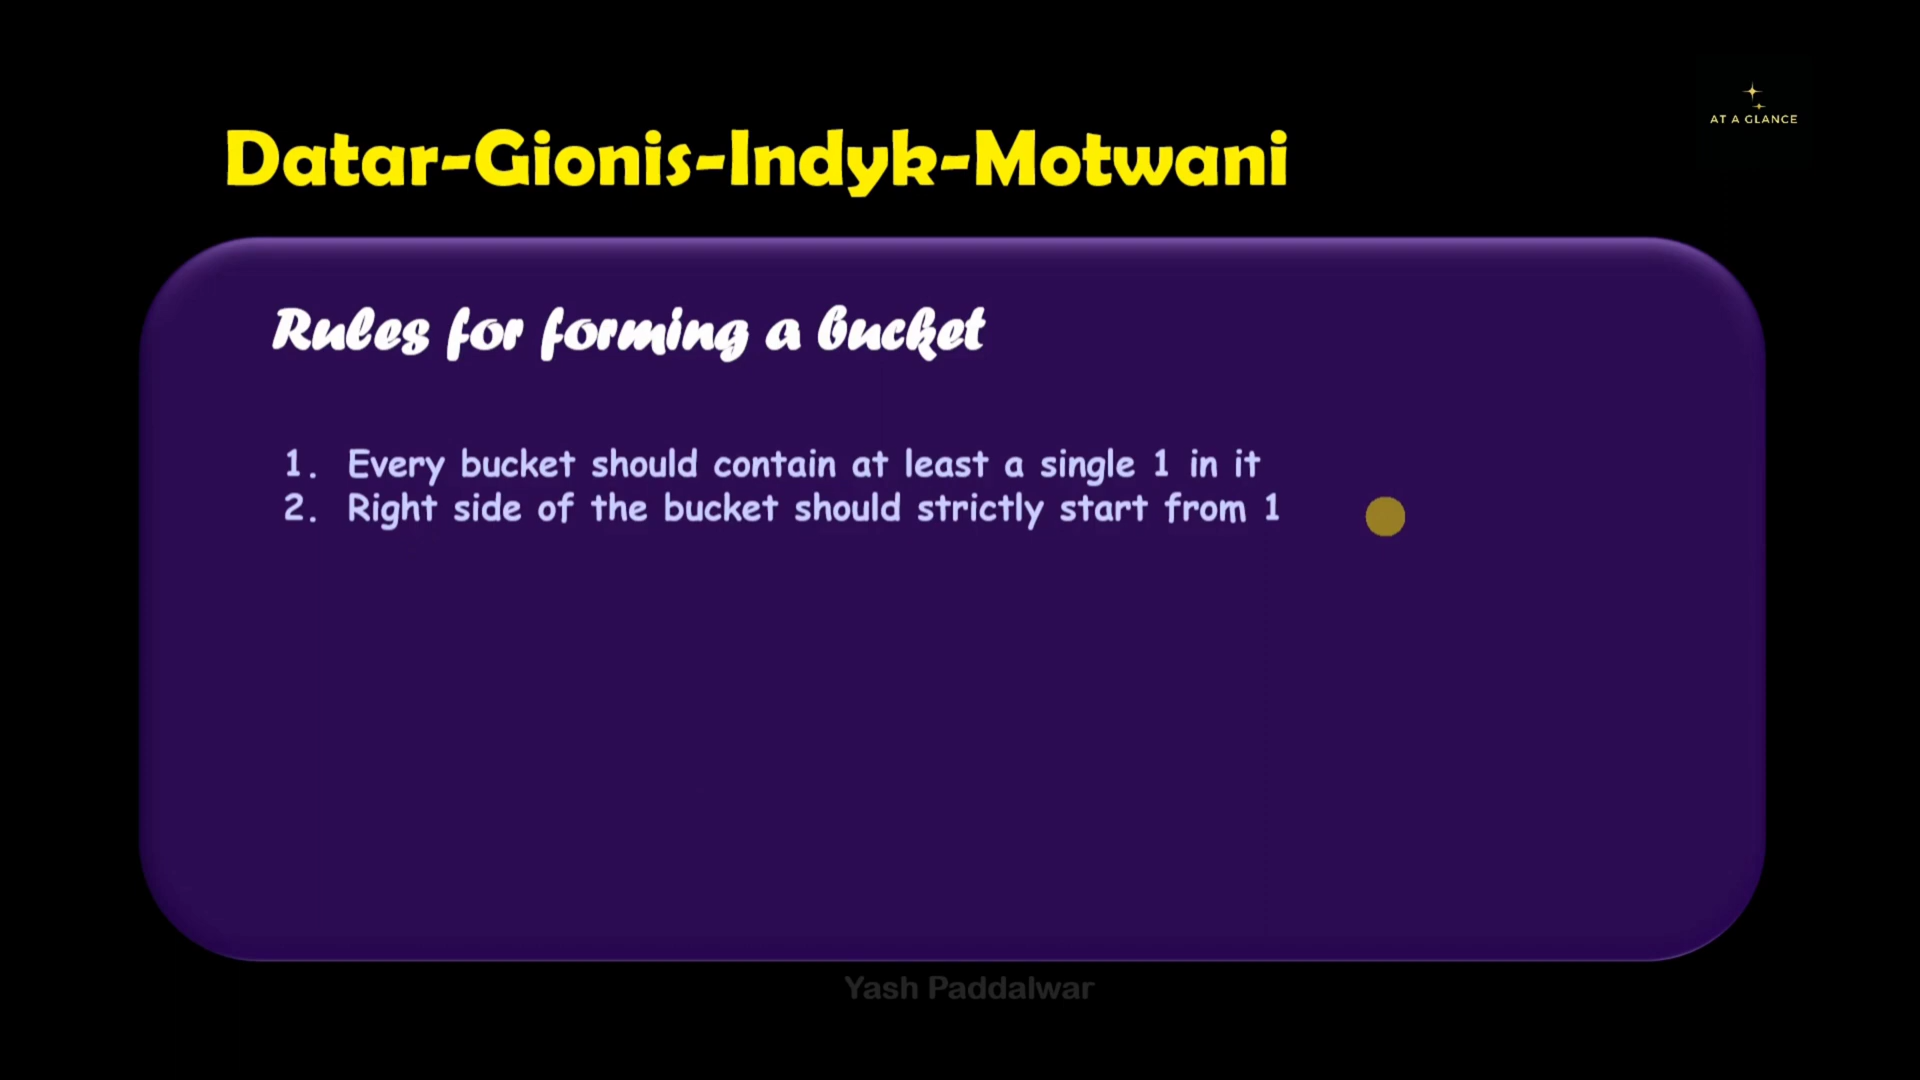 AT A GLANCE
Datar-Gionis-Indyk-Motwani
Rules for forming a bucket
1. Every bucket should contain at least a single 1 in it
2. Right side of the bucket should strictly start from 1
Yash Paddalwar